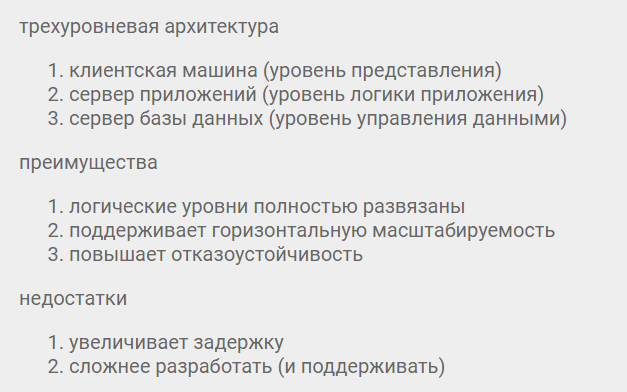 трехуровневая архитектура
1. клиентская машина (уровень представления)
2. сервер приложений (уровень логики приложения)
3. сервер базы данных (уровень управления данными)
преимущества
1. логические уровни полностью развязаны
2. поддерживает горизонтальную масштабируемость
3. повышает отказоустойчивость
недостатки
1. увеличивает задержку
2. сложнее разработать (и поддерживать)